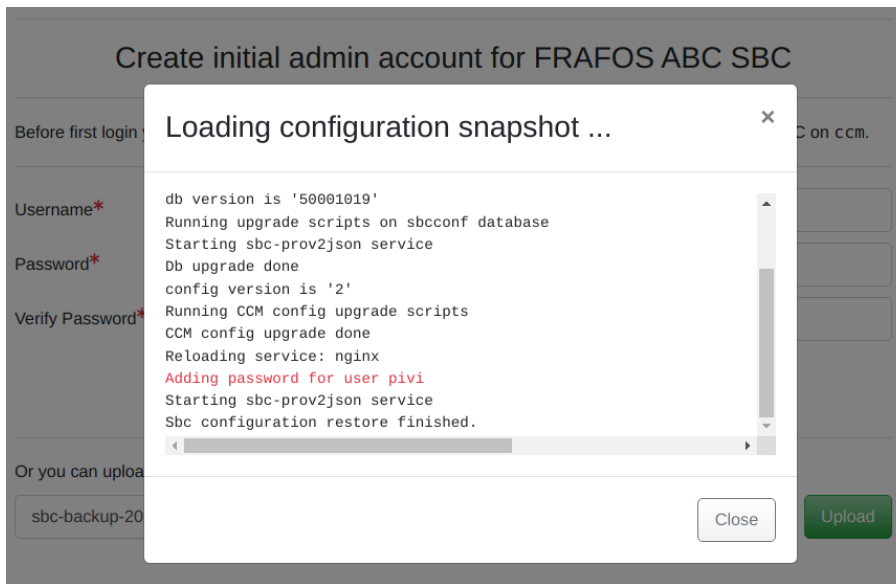 Create initial admin account for FRAFOS ABC SBC
Loading configuration snapshot ...
×
Before first login
C on ccm.
db version is '50001019'
Running upgrade scripts on sbcconf database
Username*
Starting sbc-prov2json service
Db upgrade done
Password*
config version is '2'
Running CCM config upgrade scripts
Verify Password*
CCM config upgrade done
Reloading service: nginx
Adding password for user pivi
Starting sbc-prov2json service
Sbc configuration restore finished.
Or you can uploa
sbc-backup-20
Close
Upload